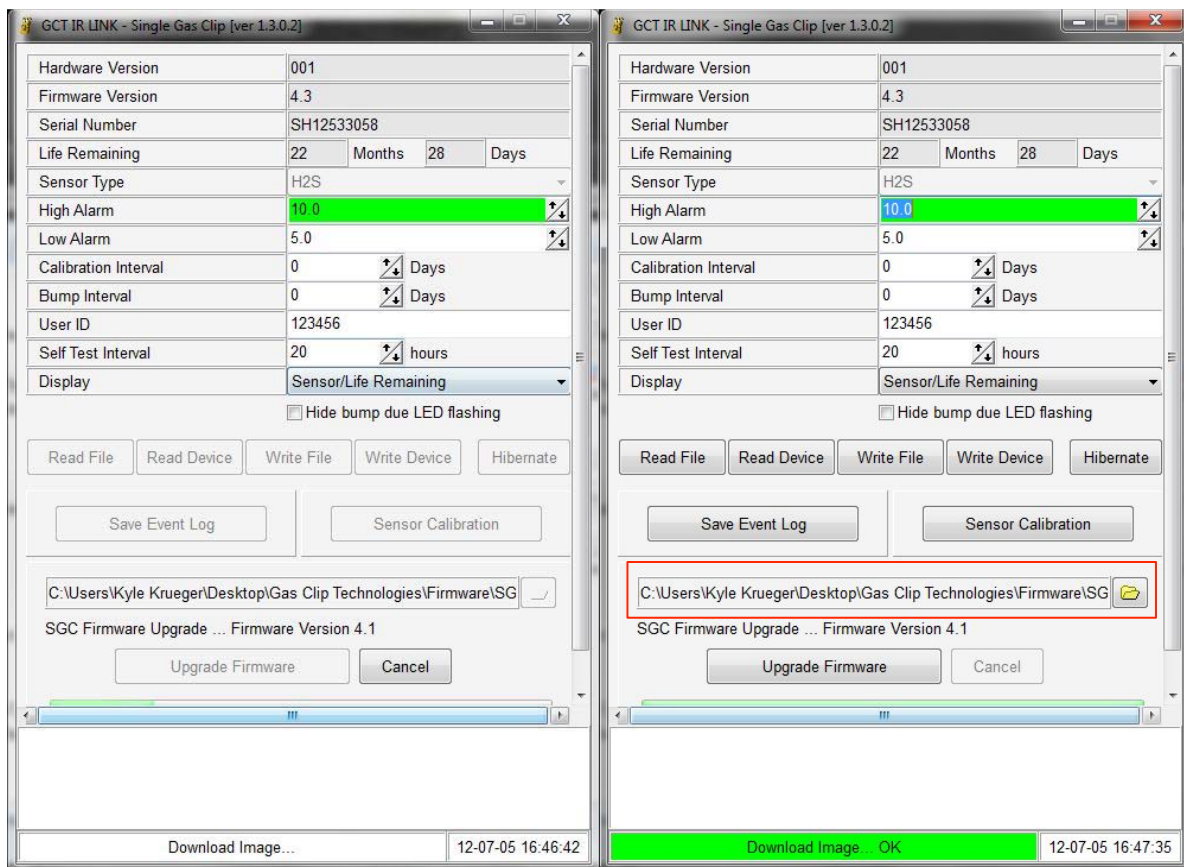 GCT IR LINK - Single Gas Clip [ver 1.3.0.2]
Hardware Version 001
Firmware Version 4.3
Serial Number SH12533058
Life Remaining 22 Months 28 Days
Sensor Type H2S
High Alarm 10.0
Low Alarm 5.0
Calibration Interval 0 Days
Bump Interval 0 Days
User ID 123456
Self Test Interval 20 hours
Display Sensor/Life Remaining
Hide bump due LED flashing
Read File Read Device Write File Write Device Hibernate
Save Event Log Sensor Calibration
C:\Users\Kyle Krueger\Desktop\Gas Clip Technologies\Firmware\SG
SGC Firmware Upgrade ... Firmware Version 4.1
Upgrade Firmware Cancel
Download Image... 12-07-05 16:46:42
GCT IR LINK - Single Gas Clip [ver 1.3.0.2]
Hardware Version 001
Firmware Version 4.3
Serial Number SH12533058
Life Remaining 22 Months 28 Days
Sensor Type H2S
High Alarm 10.0
Low Alarm 5.0
Calibration Interval 0 Days
Bump Interval 0 Days
User ID 123456
Self Test Interval 20 hours
Display Sensor/Life Remaining
Hide bump due LED flashing
Read File Read Device Write File Write Device Hibernate
Save Event Log Sensor Calibration
C:\Users\Kyle Krueger\Desktop\Gas Clip Technologies\Firmware\SG
SGC Firmware Upgrade ... Firmware Version 4.1
Upgrade Firmware Cancel
Download Image... OK 12-07-05 16:47:35